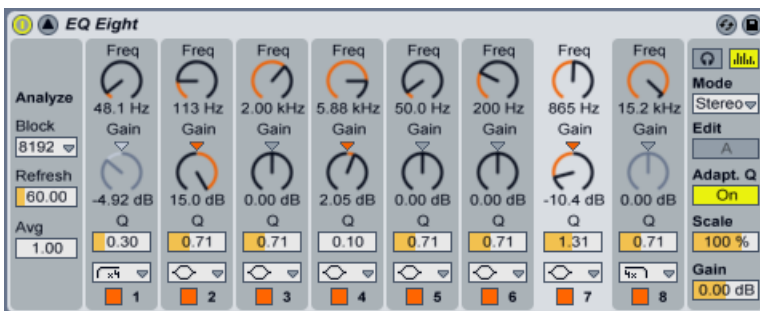 EQ Eight
Freq Freq Freq Freq Freq Freq Freq Freq
48.1 Hz 113 Hz 2.00 kHz 5.88 kHz 50.0 Hz 200 Hz 865 Hz 15.2 kHz
Gain Gain Gain Gain Gain Gain Gain Gain
-4.92 dB 15.0 dB 0.00 dB 2.05 dB 0.00 dB 0.00 dB -10.4 dB 0.00 dB
Q Q Q Q Q Q Q Q
0.30 0.71 0.71 0.10 0.71 0.71 1.31 0.71
x4 4x
1 2 3 4 5 6 7 8
Analyze
Block
8192
Refresh
60.00
Avg
1.00
Mode
Stereo
Edit
A
Adapt. Q
On
Scale
100 %
Gain
0.00 dB